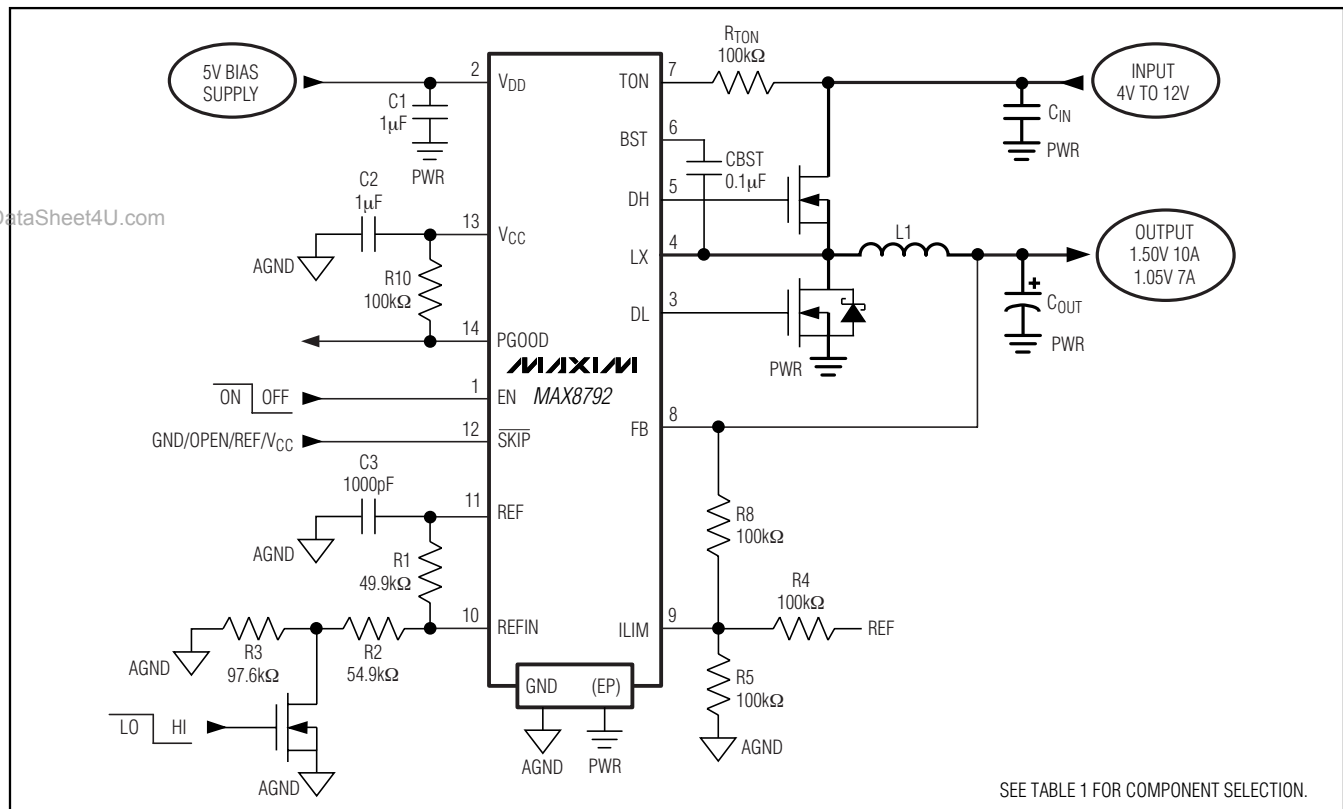 5V BIAS
SUPPLY
2
VDD
C1
1μF
PWR
C2
1μF
AGND
13
VCC
R10
100kΩ
14
PGOOD
ON OFF
1
EN
GND/OPEN/REF/VCC
12
SKIP
C3
1000pF
AGND
11
REF
R1
49.9kΩ
10
REFIN
R3
97.6kΩ
R2
54.9kΩ
AGND
LO HI
AGND
MAXIM
MAX8792
GND (EP)
AGND
PWR
TON
7
RTON
100kΩ
INPUT
4V TO 12V
CIN
PWR
BST
6
CBST
0.1μF
DH
5
LX
4
L1
OUTPUT
1.50V 10A
1.05V 7A
COUT
+
PWR
DL
3
PWR
FB
8
R8
100kΩ
ILIM
9
R4
100kΩ
REF
R5
100kΩ
AGND
SEE TABLE 1 FOR COMPONENT SELECTION.
DataSheet4U.com